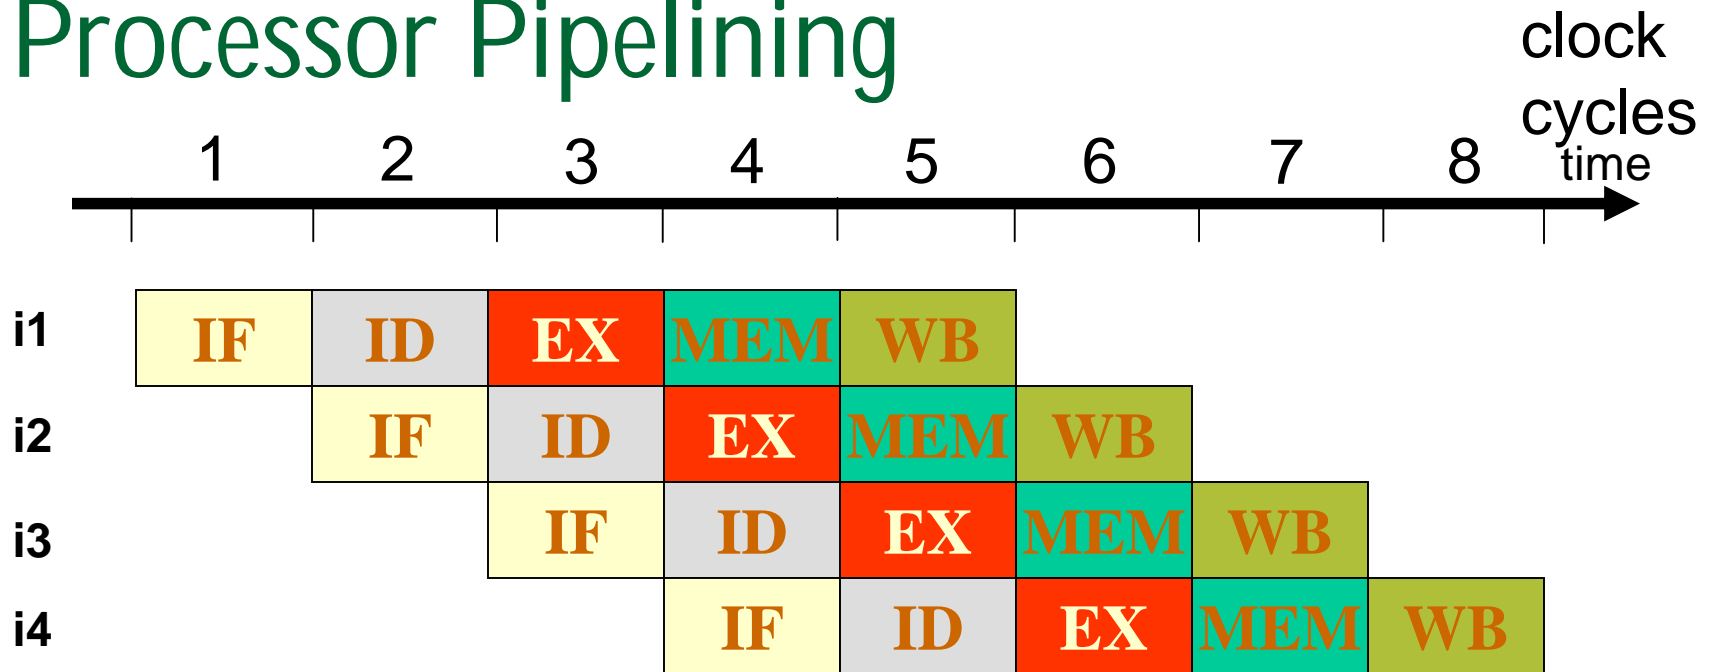 Processor Pipelining
clock
cycles
1 2 3 4 5 6 7 8 time
i1 IF ID EX MEM WB
i2 IF ID EX MEM WB
i3 IF ID EX MEM WB
i4 IF ID EX MEM WB